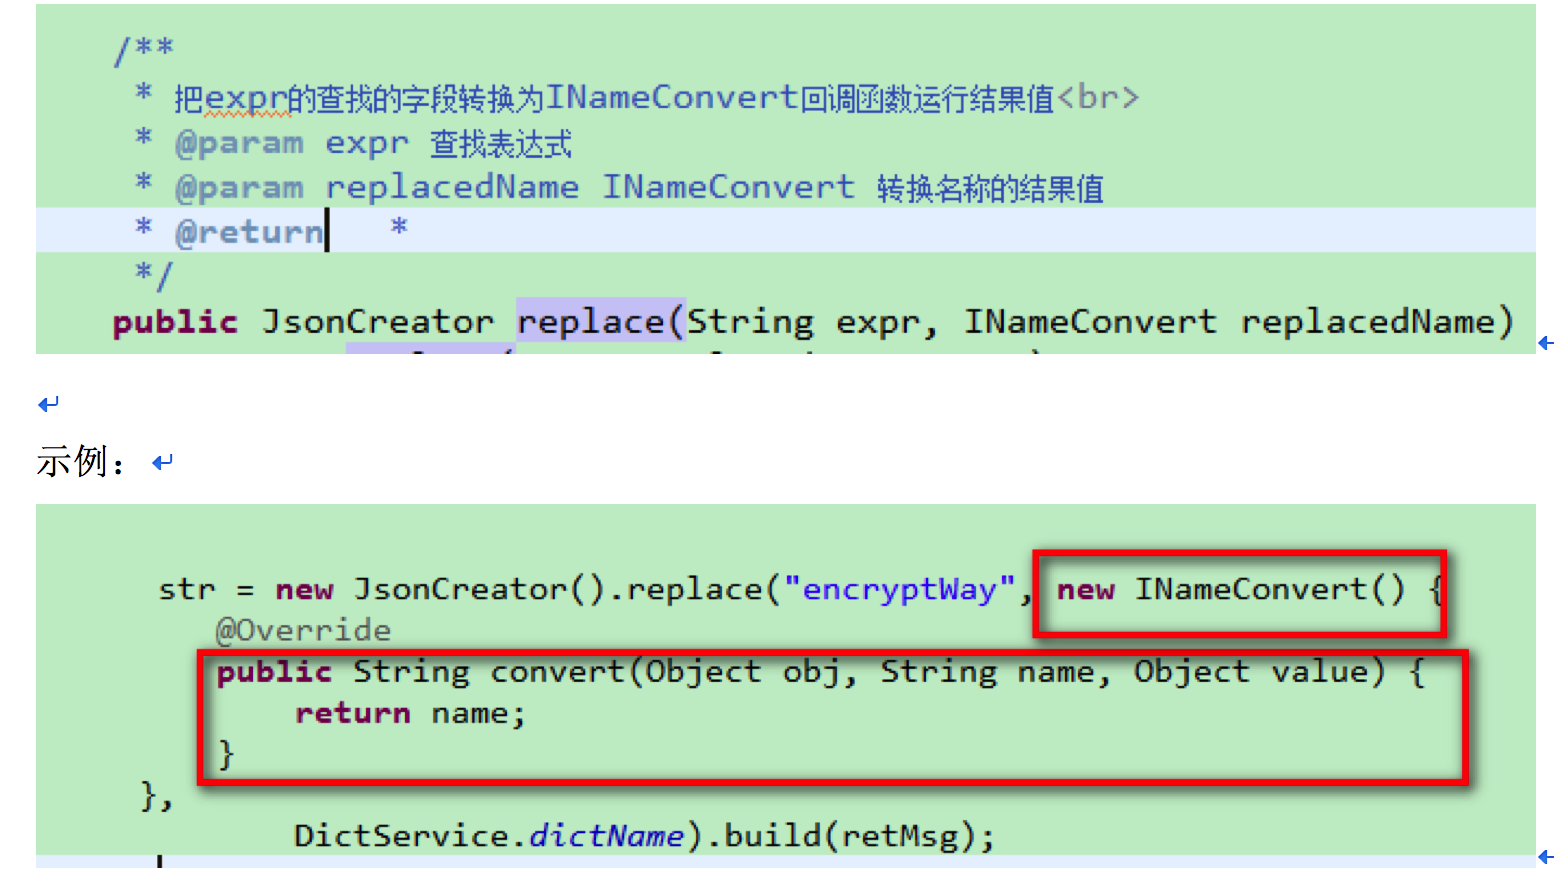 /**
* 把expr的查找的字段转换为INameConvert回调函数运行结果值<br>
* @param expr 查找表达式
* @param replacedName INameConvert 转换名称的结果值
* @return *
*/
public JsonCreator replace(String expr, INameConvert replacedName)
示例：
str = new JsonCreator().replace("encryptWay", new INameConvert() {
@Override
public String convert(Object obj, String name, Object value) {
return name;
}
},
DictService.dictName).build(retMsg);